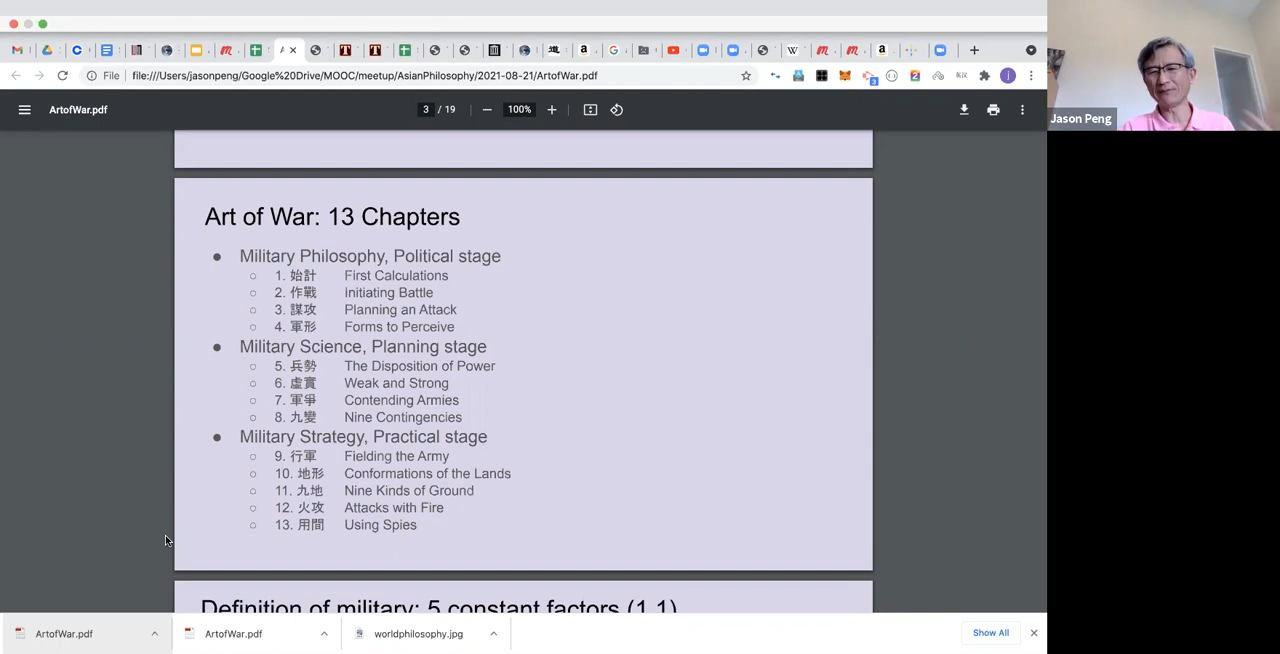 File
file:///Users/jasonpeng/Google%20Drive/MOOC/meetup/AsianPhilosophy/2021-08-21/ArtofWar.pdf
ArtofWar.pdf
3 / 19
100%
Jason Peng
Art of War: 13 Chapters
● Military Philosophy, Political stage
○ 1. 始計 First Calculations
○ 2. 作戰 Initiating Battle
○ 3. 謀攻 Planning an Attack
○ 4. 軍形 Forms to Perceive
● Military Science, Planning stage
○ 5. 兵勢 The Disposition of Power
○ 6. 虛實 Weak and Strong
○ 7. 軍爭 Contending Armies
○ 8. 九變 Nine Contingencies
● Military Strategy, Practical stage
○ 9. 行軍 Fielding the Army
○ 10. 地形 Conformations of the Lands
○ 11. 九地 Nine Kinds of Ground
○ 12. 火攻 Attacks with Fire
○ 13. 用間 Using Spies
Definition of military: 5 constant factors (1.1)
ArtofWar.pdf
ArtofWar.pdf
worldphilosophy.jpg
Show All